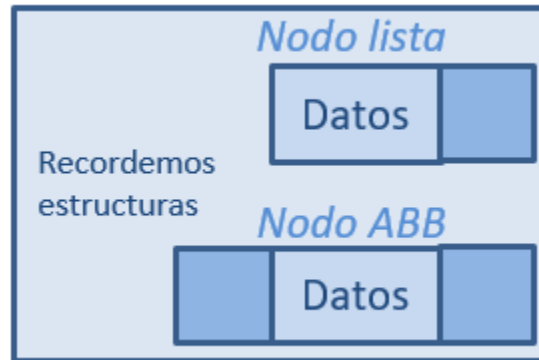 Nodo lista
Datos
Recordemos
estructuras
Nodo ABB
Datos